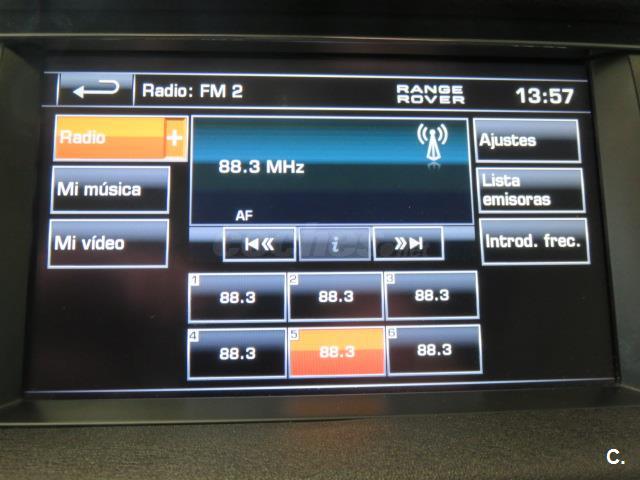 Radio: FM 2
RANGE
ROVER
13:57
Radio +
88.3 MHz
AF
Ajustes
Mi música
Lista
emisoras
Mi vídeo
i
Introd. frec.
1 88.3
2 88.3
3 88.3
4 88.3
5 88.3
6 88.3
C.